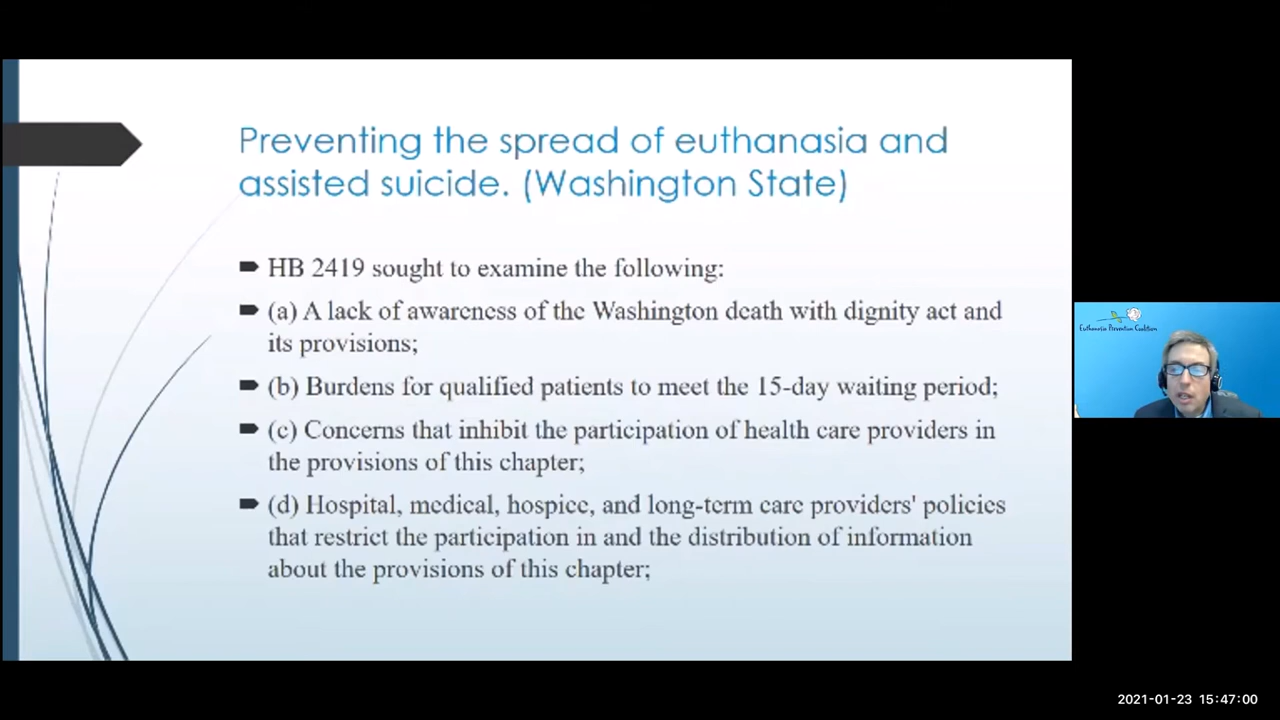 Preventing the spread of euthanasia and
assisted suicide. (Washington State)
HB 2419 sought to examine the following:
(a) A lack of awareness of the Washington death with dignity act and
its provisions;
(b) Burdens for qualified patients to meet the 15-day waiting period;
(c) Concerns that inhibit the participation of health care providers in
the provisions of this chapter;
(d) Hospital, medical, hospice, and long-term care providers' policies
that restrict the participation in and the distribution of information
about the provisions of this chapter;
Euthanasia Prevention Coalition
2021-01-23 15:47:00